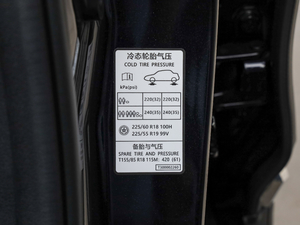 冷态轮胎气压
COLD TIRE PRESSURE
kPa(psi)
220(32) 220(32)
240(35) 240(35)
225/60 R18 100H
225/55 R19 99V
备胎与气压
SPARE TIRE AND PRESSURE
T155/85 R18 115M: 420 (61)